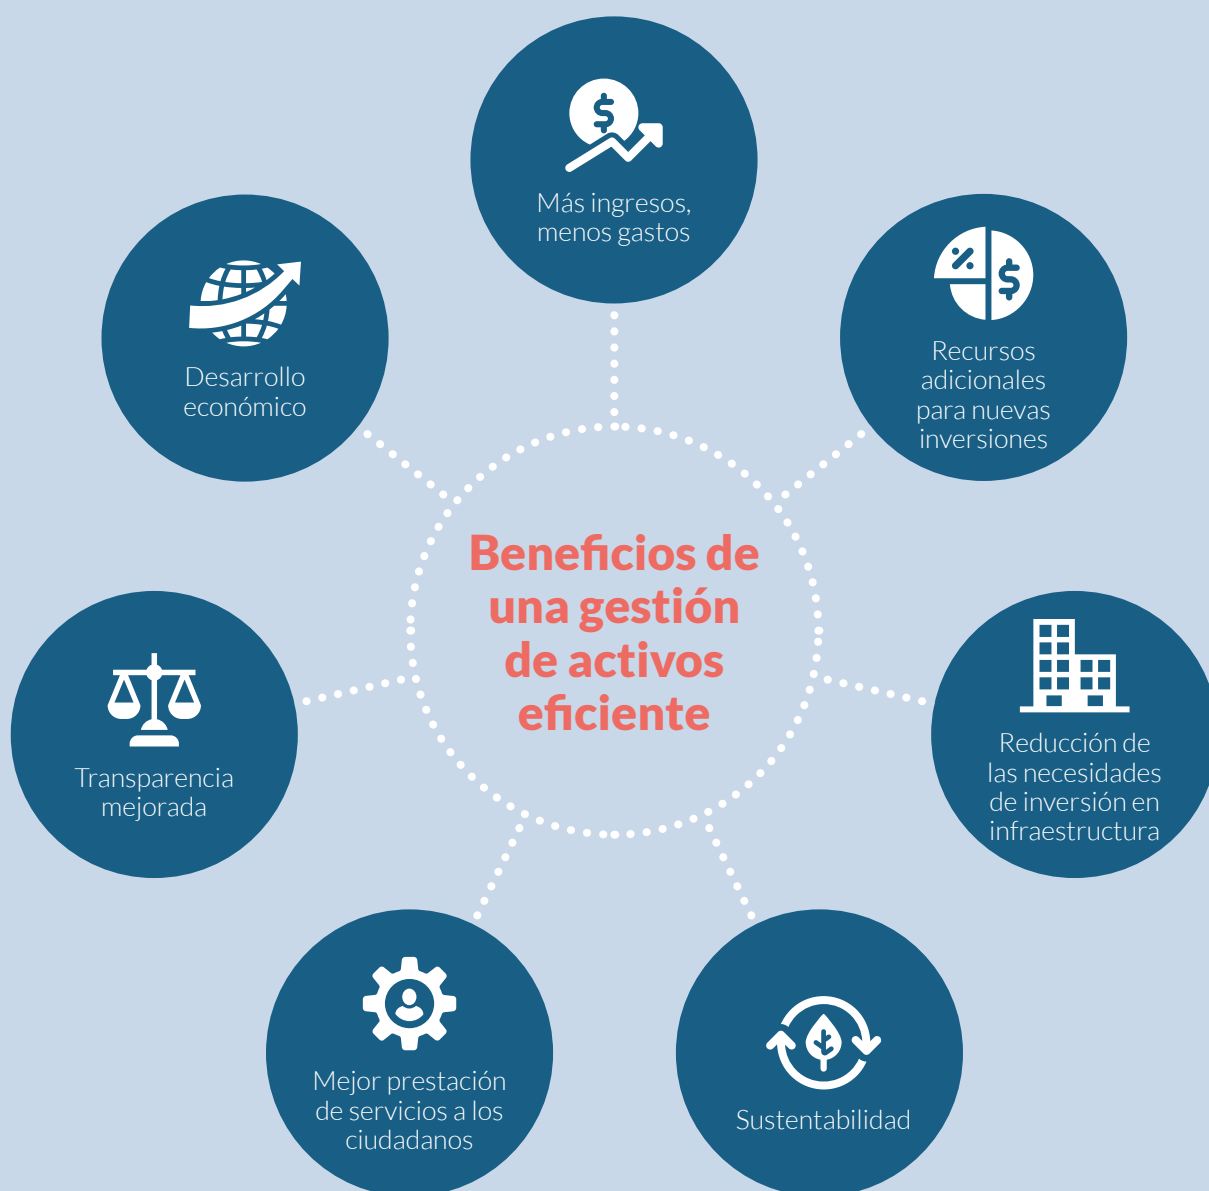 Más ingresos,
menos gastos
Recursos
adicionales
para nuevas
inversiones
Desarrollo
económico
Beneficios de
una gestión
de activos
eficiente
Reducción de
las necesidades
de inversión en
infraestructura
Transparencia
mejorada
Mejor prestación
de servicios a los
ciudadanos
Sustentabilidad